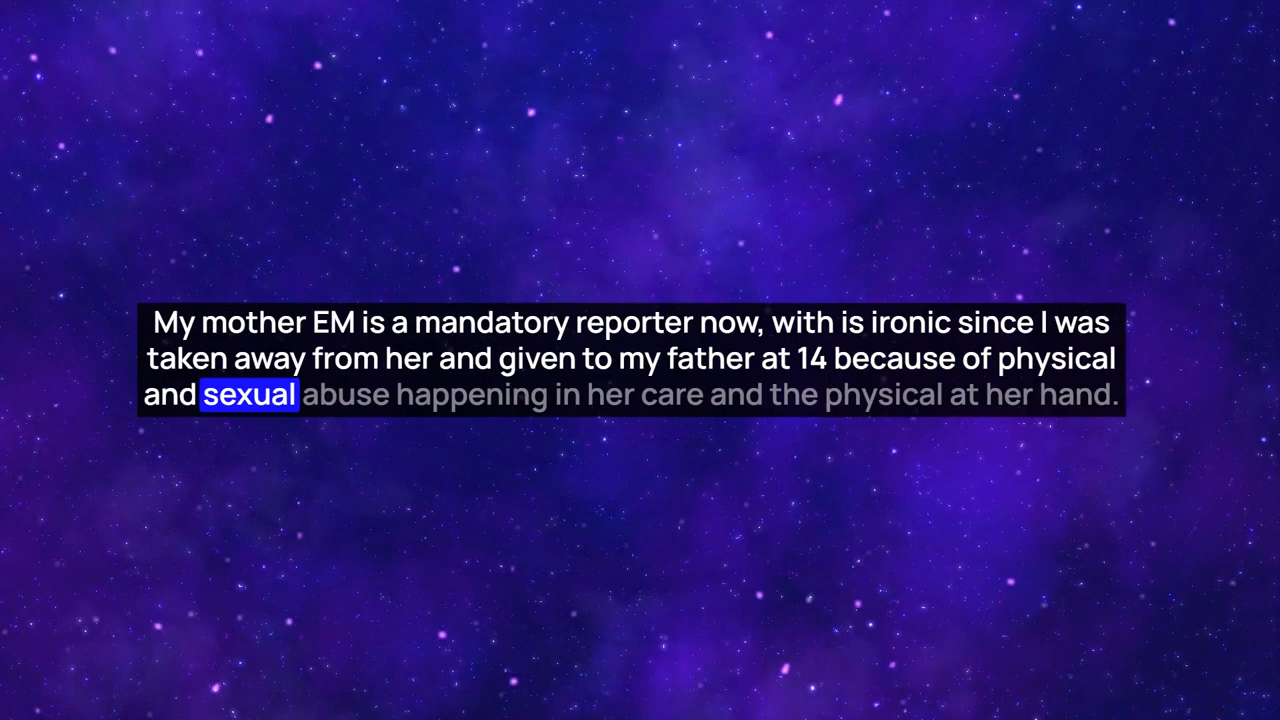 My mother EM is a mandatory reporter now, with is ironic since I was
taken away from her and given to my father at 14 because of physical
and sexual abuse happening in her care and the physical at her hand.